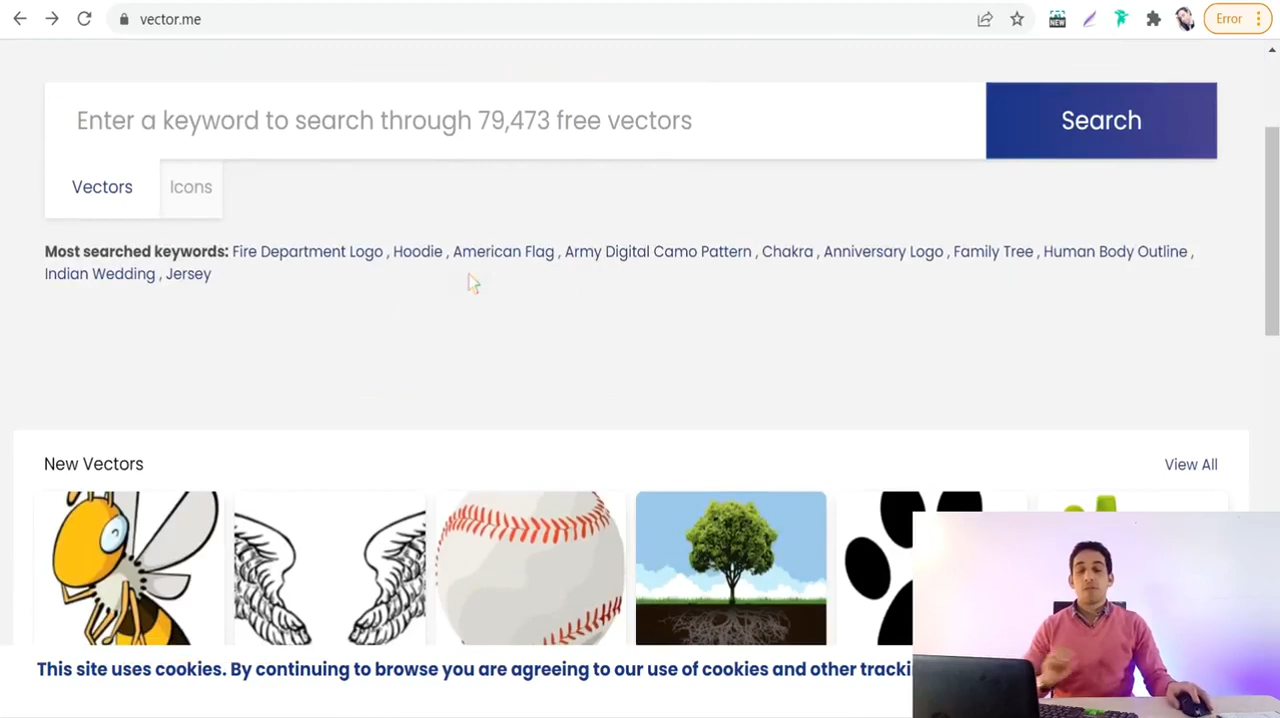 vector.me
NEW
Error
Enter a keyword to search through 79,473 free vectors
Search
Vectors
Icons
Most searched keywords: Fire Department Logo , Hoodie , American Flag , Army Digital Camo Pattern , Chakra , Anniversary Logo , Family Tree , Human Body Outline ,
Indian Wedding , Jersey
New Vectors
View All
This site uses cookies. By continuing to browse you are agreeing to our use of cookies and other tracki